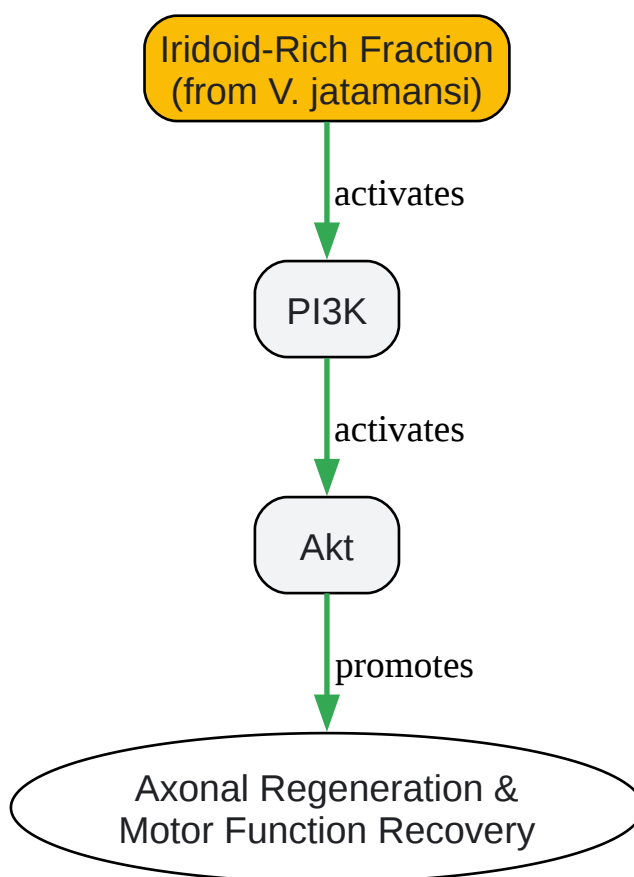 Iridoid-Rich Fraction
(from V. jatamansi)
activates
PI3K
activates
Akt
promotes
Axonal Regeneration &
Motor Function Recovery